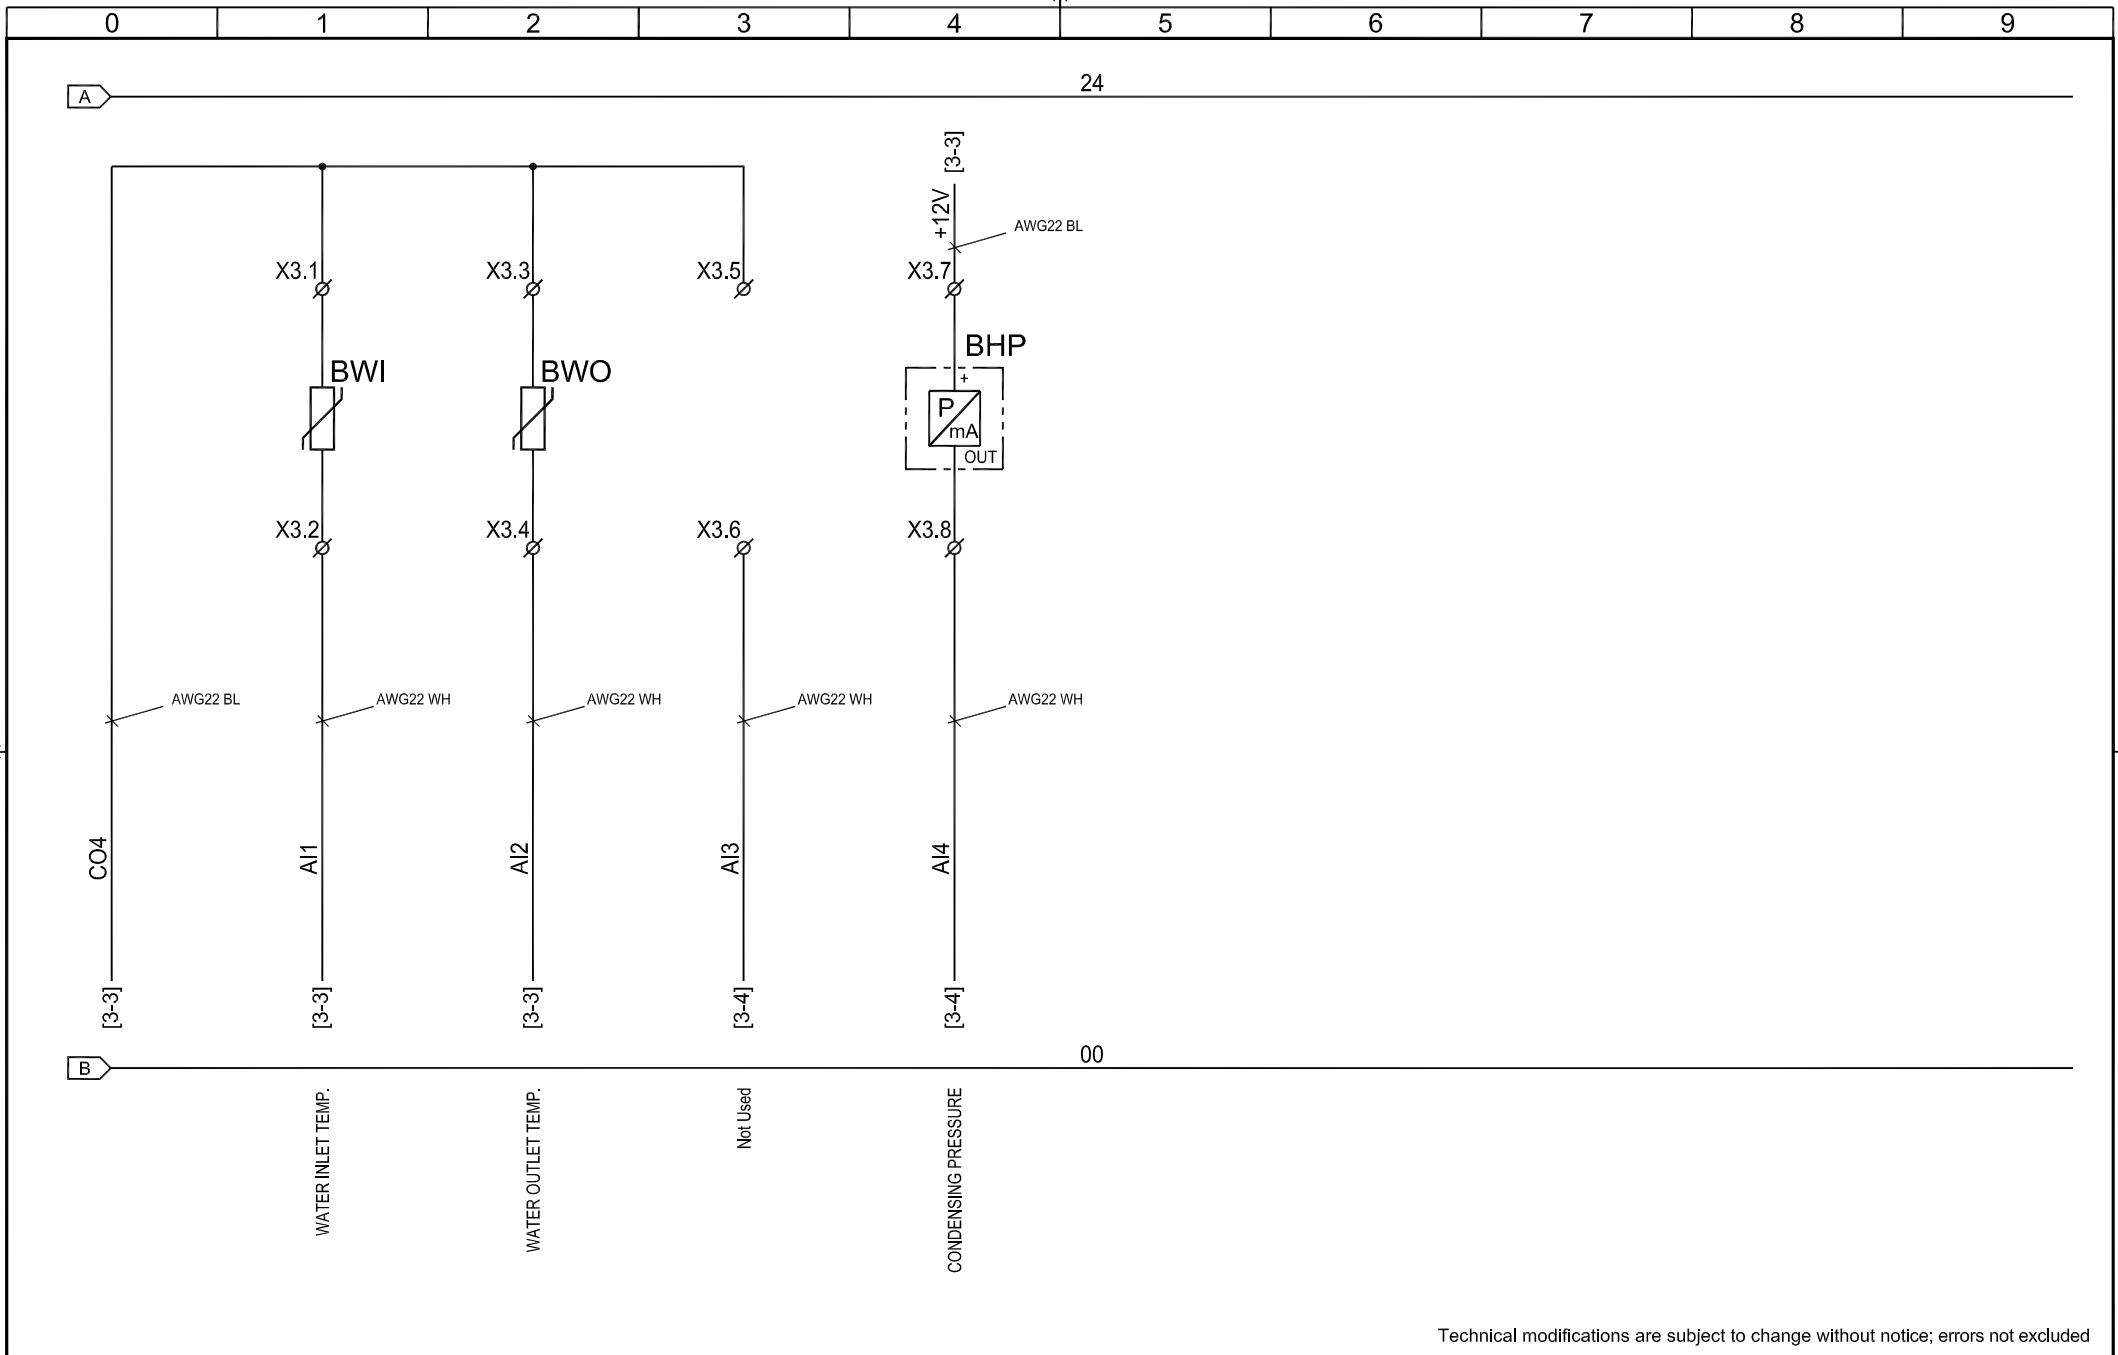 0 1 2 3 4 5 6 7 8 9
24
A
[3-3]
+12V
AWG22 BL
X3.1 X3.3 X3.5 X3.7
BHP
BWI BWO
+
P
mA
OUT
X3.2 X3.4 X3.6 X3.8
AWG22 BL AWG22 WH AWG22 WH AWG22 WH AWG22 WH
CO4 AI1 AI2 AI3 AI4
[3-3] [3-3] [3-3] [3-4] [3-4]
00
B
WATER INLET TEMP.
WATER OUTLET TEMP.
Not Used
CONDENSING PRESSURE
Technical modifications are subject to change without notice; errors not excluded